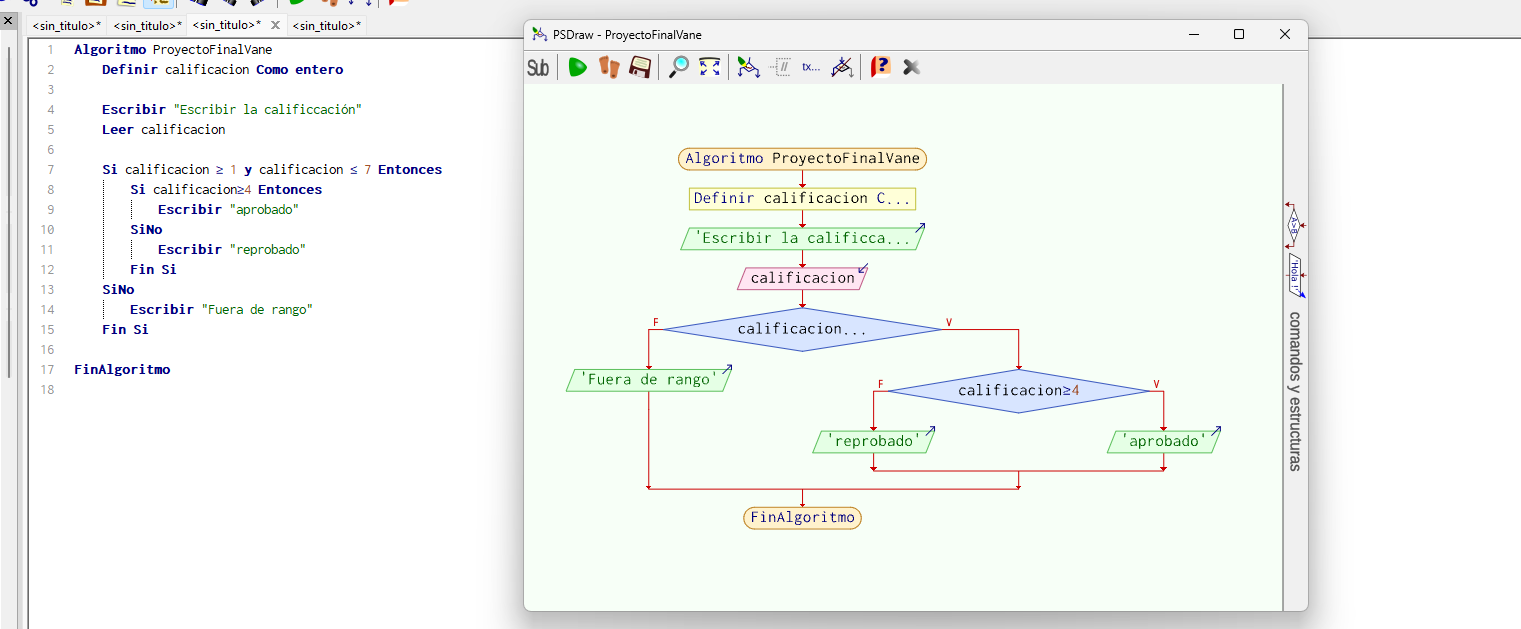 <sin_titulo>* <sin_titulo>* <sin_titulo>* <sin_titulo>*
1 Algoritmo ProyectoFinalVane
2 Definir calificacion Como entero
3
4 Escribir "Escribir la calificcación"
5 Leer calificacion
6
7 Si calificacion ≥ 1 y calificacion ≤ 7 Entonces
8 Si calificacion≥4 Entonces
9 Escribir "aprobado"
10 SiNo
11 Escribir "reprobado"
12 Fin Si
13 SiNo
14 Escribir "Fuera de rango"
15 Fin Si
16
17 FinAlgoritmo
18
PSDraw - ProyectoFinalVane
Sub tx...
Algoritmo ProyectoFinalVane
Definir calificacion C...
'Escribir la calificca...
calificacion
F calificacion... V
'Fuera de rango'
F calificacion≥4 V
'reprobado' 'aprobado'
FinAlgoritmo
A>B
'Hola !'
comandos y estructuras